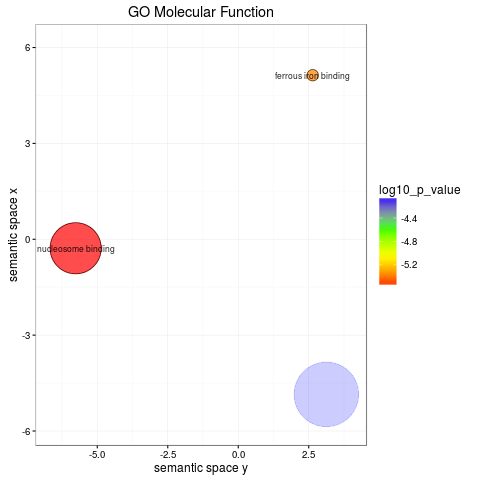 GO Molecular Function
6
3
0
-3
-6
semantic space x
ferrous iron binding
nucleosome binding
-5.0
-2.5
0.0
2.5
semantic space y
log10_p_value
-4.4
-4.8
-5.2